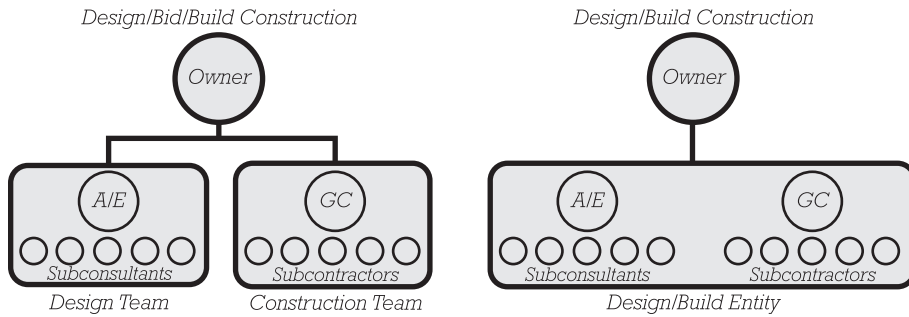 Design/Bid/Build Construction
Owner
A/E
Subconsultants
Design Team
GC
Subcontractors
Construction Team
Design/Build Construction
Owner
A/E
Subconsultants
GC
Subcontractors
Design/Build Entity